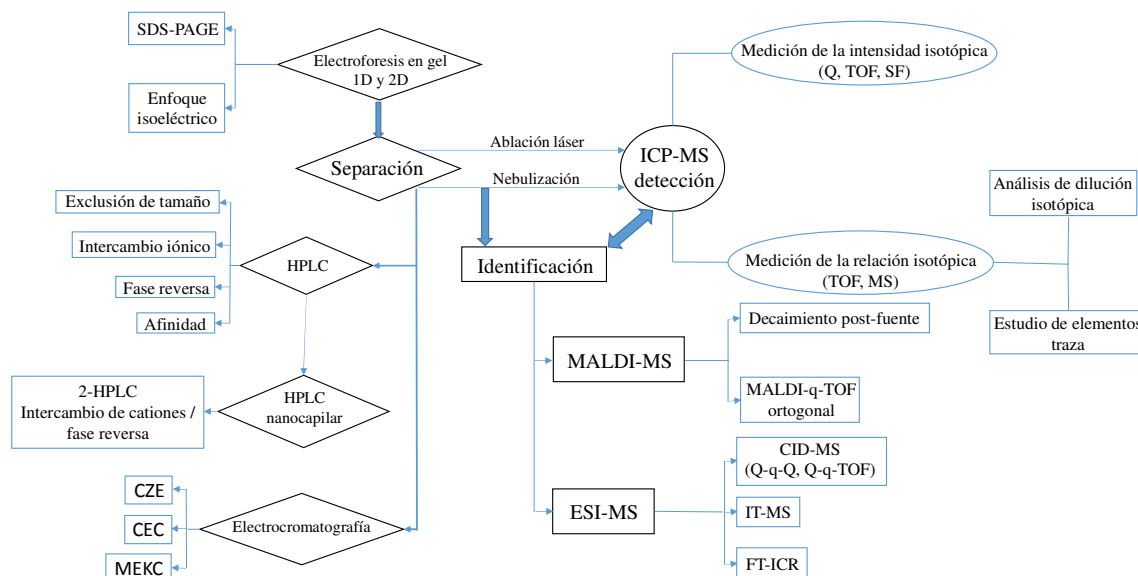 SDS-PAGE
Electroforesis en gel
1D y 2D
Enfoque
isoeléctrico
Medición de la intensidad isotópica
(Q, TOF, SF)
Separación
Ablación láser
Nebulización
ICP-MS
detección
Análisis de dilución
isotópica
Exclusión de tamaño
Intercambio iónico
Fase reversa
Afinidad
HPLC
Identificación
Medición de la relación isotópica
(TOF, MS)
Estudio de elementos
traza
Decaimiento post-fuente
MALDI-MS
MALDI-q-TOF
ortogonal
2-HPLC
Intercambio de cationes /
fase reversa
HPLC
nanocapilar
CID-MS
(Q-q-Q, Q-q-TOF)
ESI-MS
IT-MS
FT-ICR
CZE
CEC
MEKC
Electrocromatografía